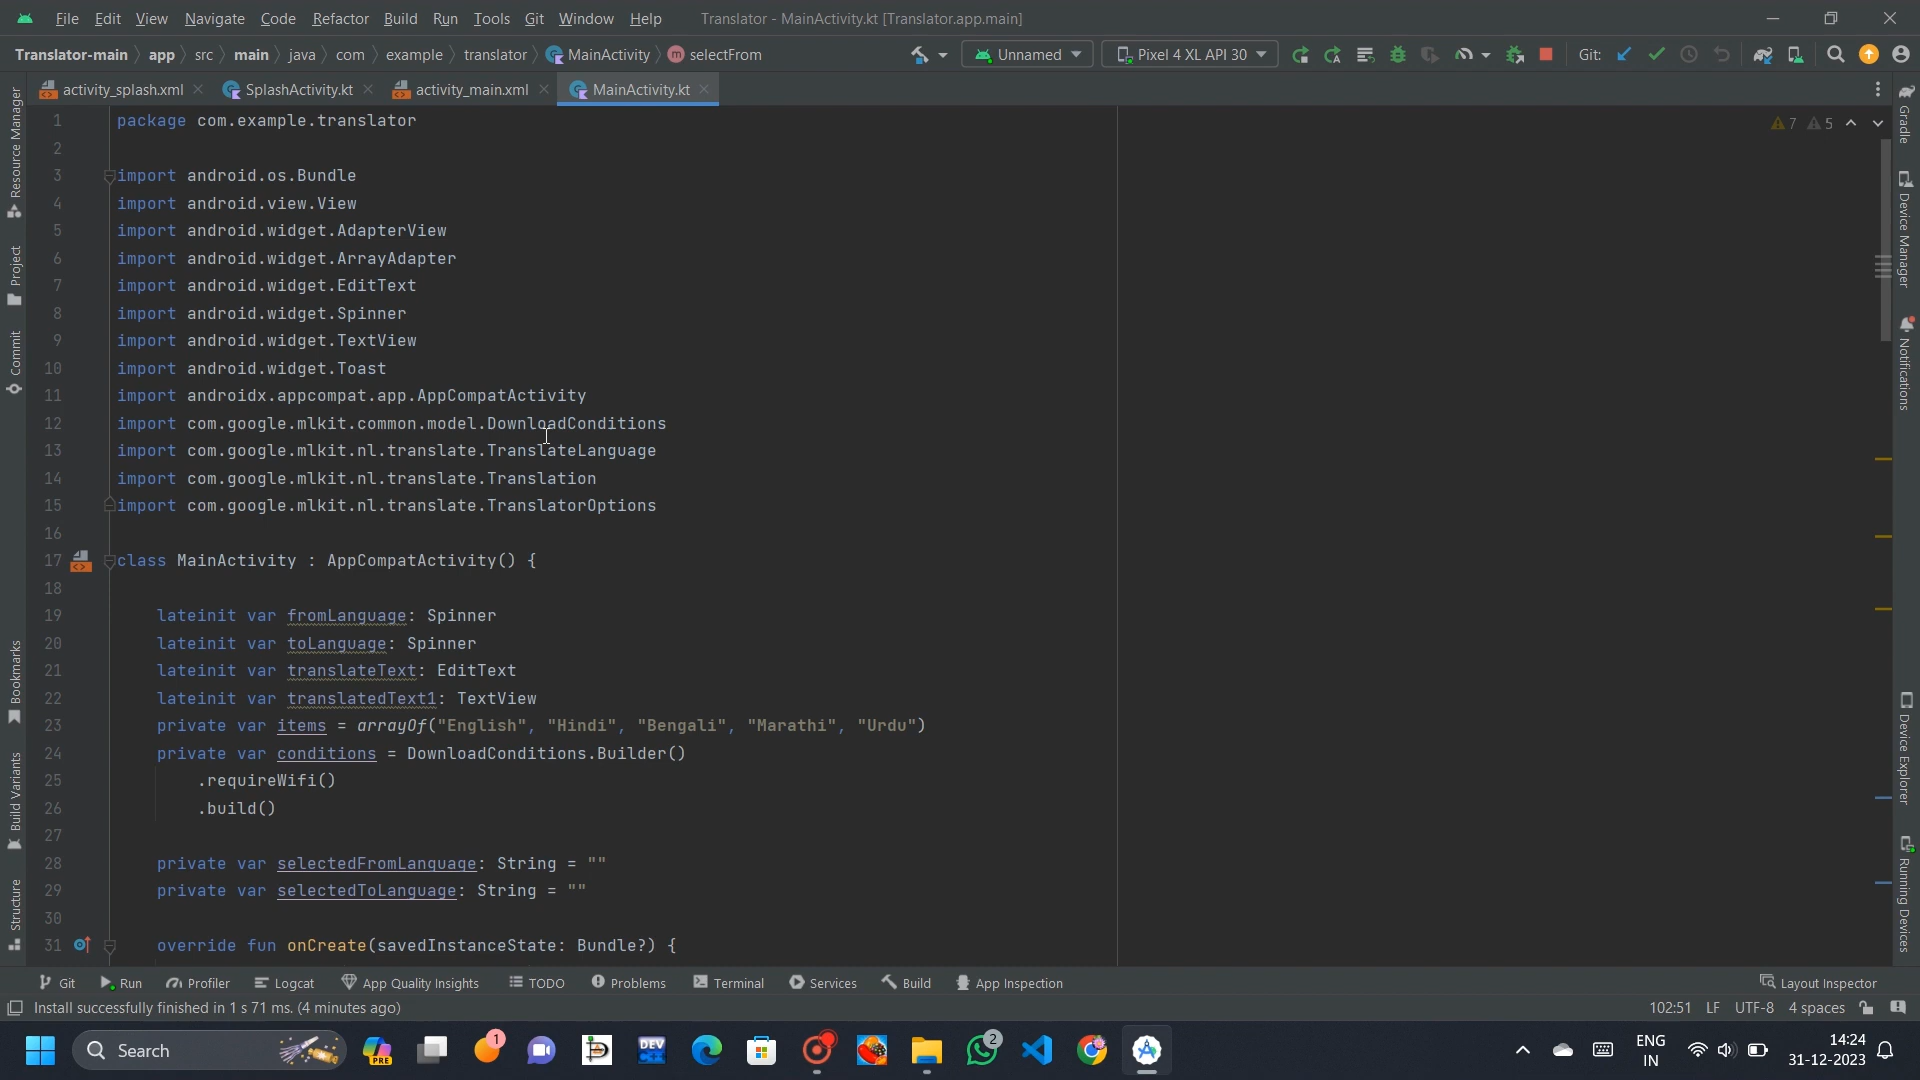 File Edit View Navigate Code Refactor Build Run Tools Git Window Help Translator - MainActivity.kt [Translator.app.main]
Translator-main app src main java com example translator MainActivity m selectFrom Unnamed Pixel 4 XL API 30 Git:
activity_splash.xml SplashActivity.kt activity_main.xml MainActivity.kt
7 5
1 package com.example.translator
2
3 import android.os.Bundle
4 import android.view.View
5 import android.widget.AdapterView
6 import android.widget.ArrayAdapter
7 import android.widget.EditText
8 import android.widget.Spinner
9 import android.widget.TextView
10 import android.widget.Toast
11 import androidx.appcompat.app.AppCompatActivity
12 import com.google.mlkit.common.model.DownloadConditions
13 import com.google.mlkit.nl.translate.TranslateLanguage
14 import com.google.mlkit.nl.translate.Translation
15 import com.google.mlkit.nl.translate.TranslatorOptions
16
17 class MainActivity : AppCompatActivity() {
18
19 lateinit var fromLanguage: Spinner
20 lateinit var toLanguage: Spinner
21 lateinit var translateText: EditText
22 lateinit var translatedText1: TextView
23 private var items = arrayOf("English", "Hindi", "Bengali", "Marathi", "Urdu")
24 private var conditions = DownloadConditions.Builder()
25 .requireWifi()
26 .build()
27
28 private var selectedFromLanguage: String = ""
29 private var selectedToLanguage: String = ""
30
31 override fun onCreate(savedInstanceState: Bundle?) {
Resource Manager
Project
Commit
Bookmarks
Build Variants
Structure
Gradle
Device Manager
Notifications
Device Explorer
Running Devices
Git Run Profiler Logcat App Quality Insights TODO Problems Terminal Services Build App Inspection Layout Inspector
Install successfully finished in 1 s 71 ms. (4 minutes ago) 102:51 LF UTF-8 4 spaces
Search PRE 1 DEV 2 ENG 14:24
IN 31-12-2023